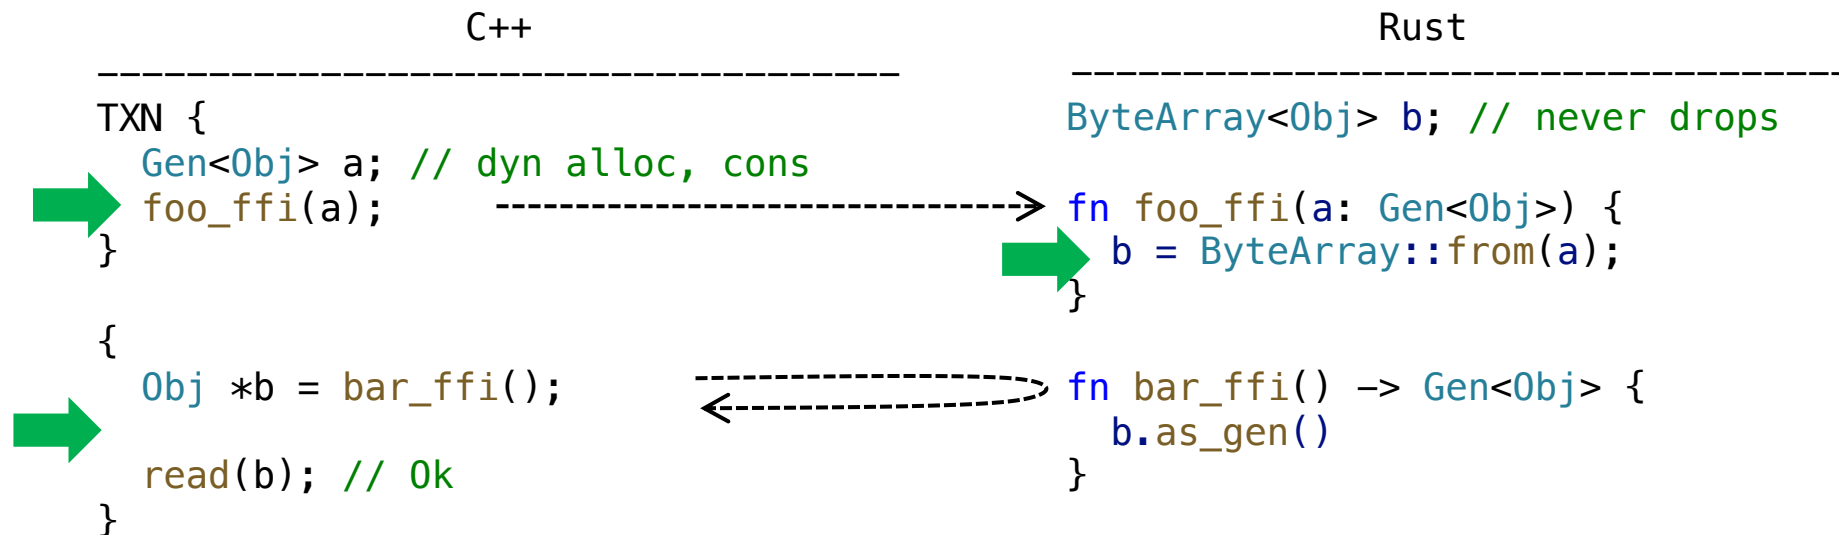 C++
------------------------------------
TXN {
  Gen<Obj> a; // dyn alloc, cons
  foo_ffi(a);
}
{
  Obj *b = bar_ffi();
  read(b); // Ok
}
Rust
-----------------------------------
ByteArray<Obj> b; // never drops
fn foo_ffi(a: Gen<Obj>) {
  b = ByteArray::from(a);
}
fn bar_ffi() -> Gen<Obj> {
  b.as_gen()
}